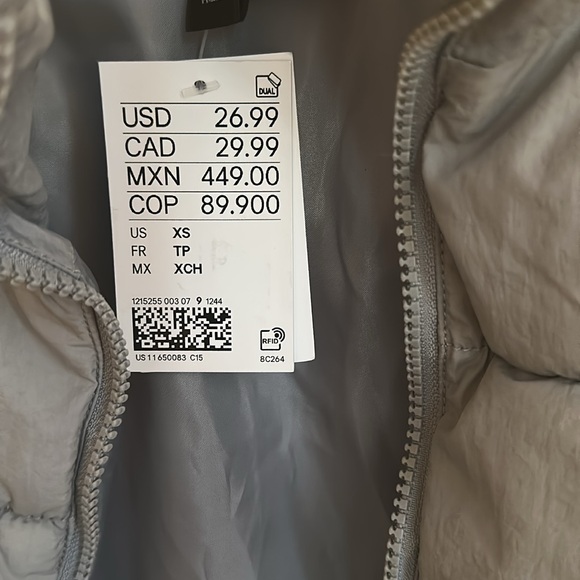 DUAL
USD 26.99
CAD 29.99
MXN 449.00
COP 89.900
US XS
FR TP
MX XCH
1215255 003 07 9 1244
RFID
US 11650083 C15 8C264